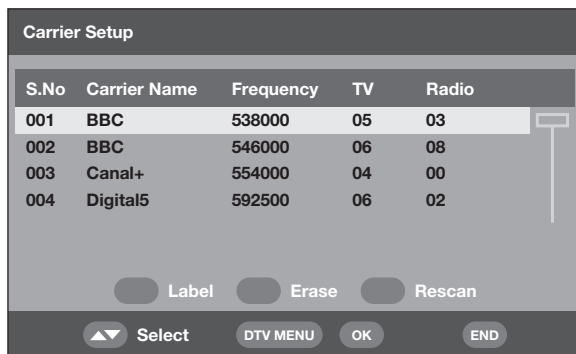 Carrier Setup
S.No Carrier Name Frequency TV Radio
001 BBC 538000 05 03
002 BBC 546000 06 08
003 Canal+ 554000 04 00
004 Digital5 592500 06 02
Label Erase Rescan
Select DTV MENU OK END